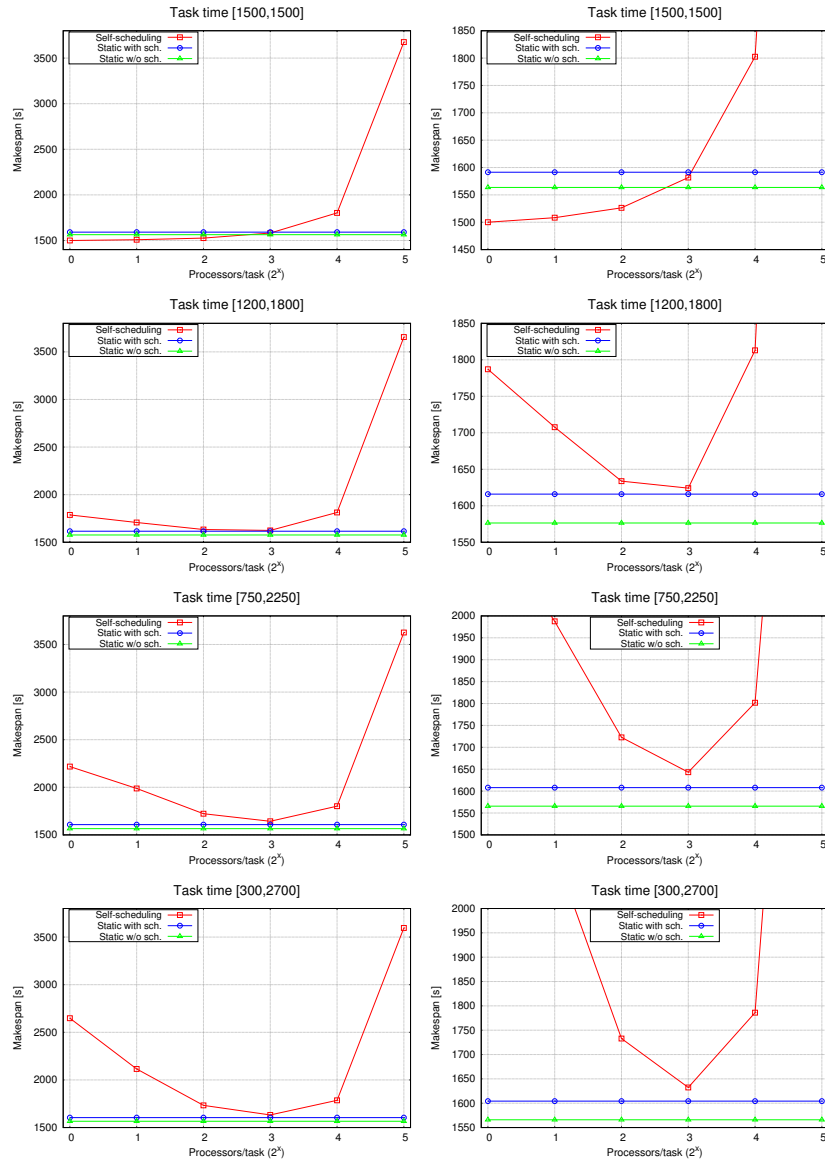 Task time [1500,1500]
Makespan [s]
Self-scheduling
Static with sch.
Static w/o sch.
3500
3000
2500
2000
1500
0 1 2 3 4 5
Processors/task (2^x)
Task time [1500,1500]
Makespan [s]
Self-scheduling
Static with sch.
Static w/o sch.
1850
1800
1750
1700
1650
1600
1550
1500
1450
0 1 2 3 4 5
Processors/task (2^x)
Task time [1200,1800]
Makespan [s]
Self-scheduling
Static with sch.
Static w/o sch.
3500
3000
2500
2000
1500
0 1 2 3 4 5
Processors/task (2^x)
Task time [1200,1800]
Makespan [s]
Self-scheduling
Static with sch.
Static w/o sch.
1850
1800
1750
1700
1650
1600
1550
0 1 2 3 4 5
Processors/task (2^x)
Task time [750,2250]
Makespan [s]
Self-scheduling
Static with sch.
Static w/o sch.
3500
3000
2500
2000
1500
0 1 2 3 4 5
Processors/task (2^x)
Task time [750,2250]
Makespan [s]
Self-scheduling
Static with sch.
Static w/o sch.
2000
1950
1900
1850
1800
1750
1700
1650
1600
1550
1500
0 1 2 3 4 5
Processors/task (2^x)
Task time [300,2700]
Makespan [s]
Self-scheduling
Static with sch.
Static w/o sch.
3500
3000
2500
2000
1500
0 1 2 3 4 5
Processors/task (2^x)
Task time [300,2700]
Makespan [s]
Self-scheduling
Static with sch.
Static w/o sch.
2000
1950
1900
1850
1800
1750
1700
1650
1600
1550
0 1 2 3 4 5
Processors/task (2^x)